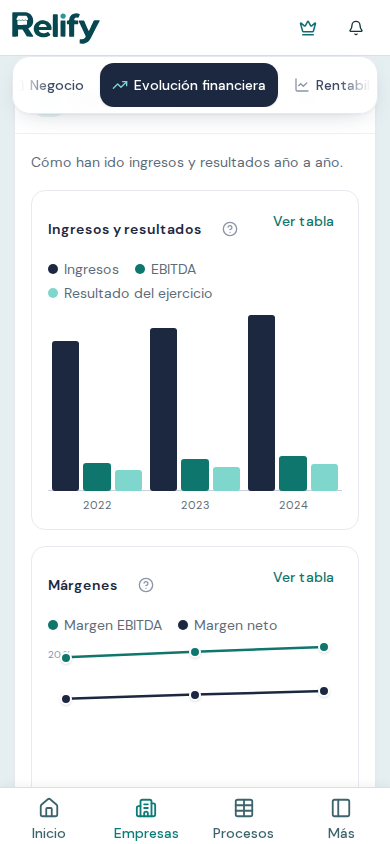 Relify
Negocio
Evolución financiera
Rentabil
Cómo han ido ingresos y resultados año a año.
Ingresos y resultados
Ver tabla
Ingresos
EBITDA
Resultado del ejercicio
2022
2023
2024
Márgenes
Ver tabla
Margen EBITDA
Margen neto
Inicio
Empresas
Procesos
Más